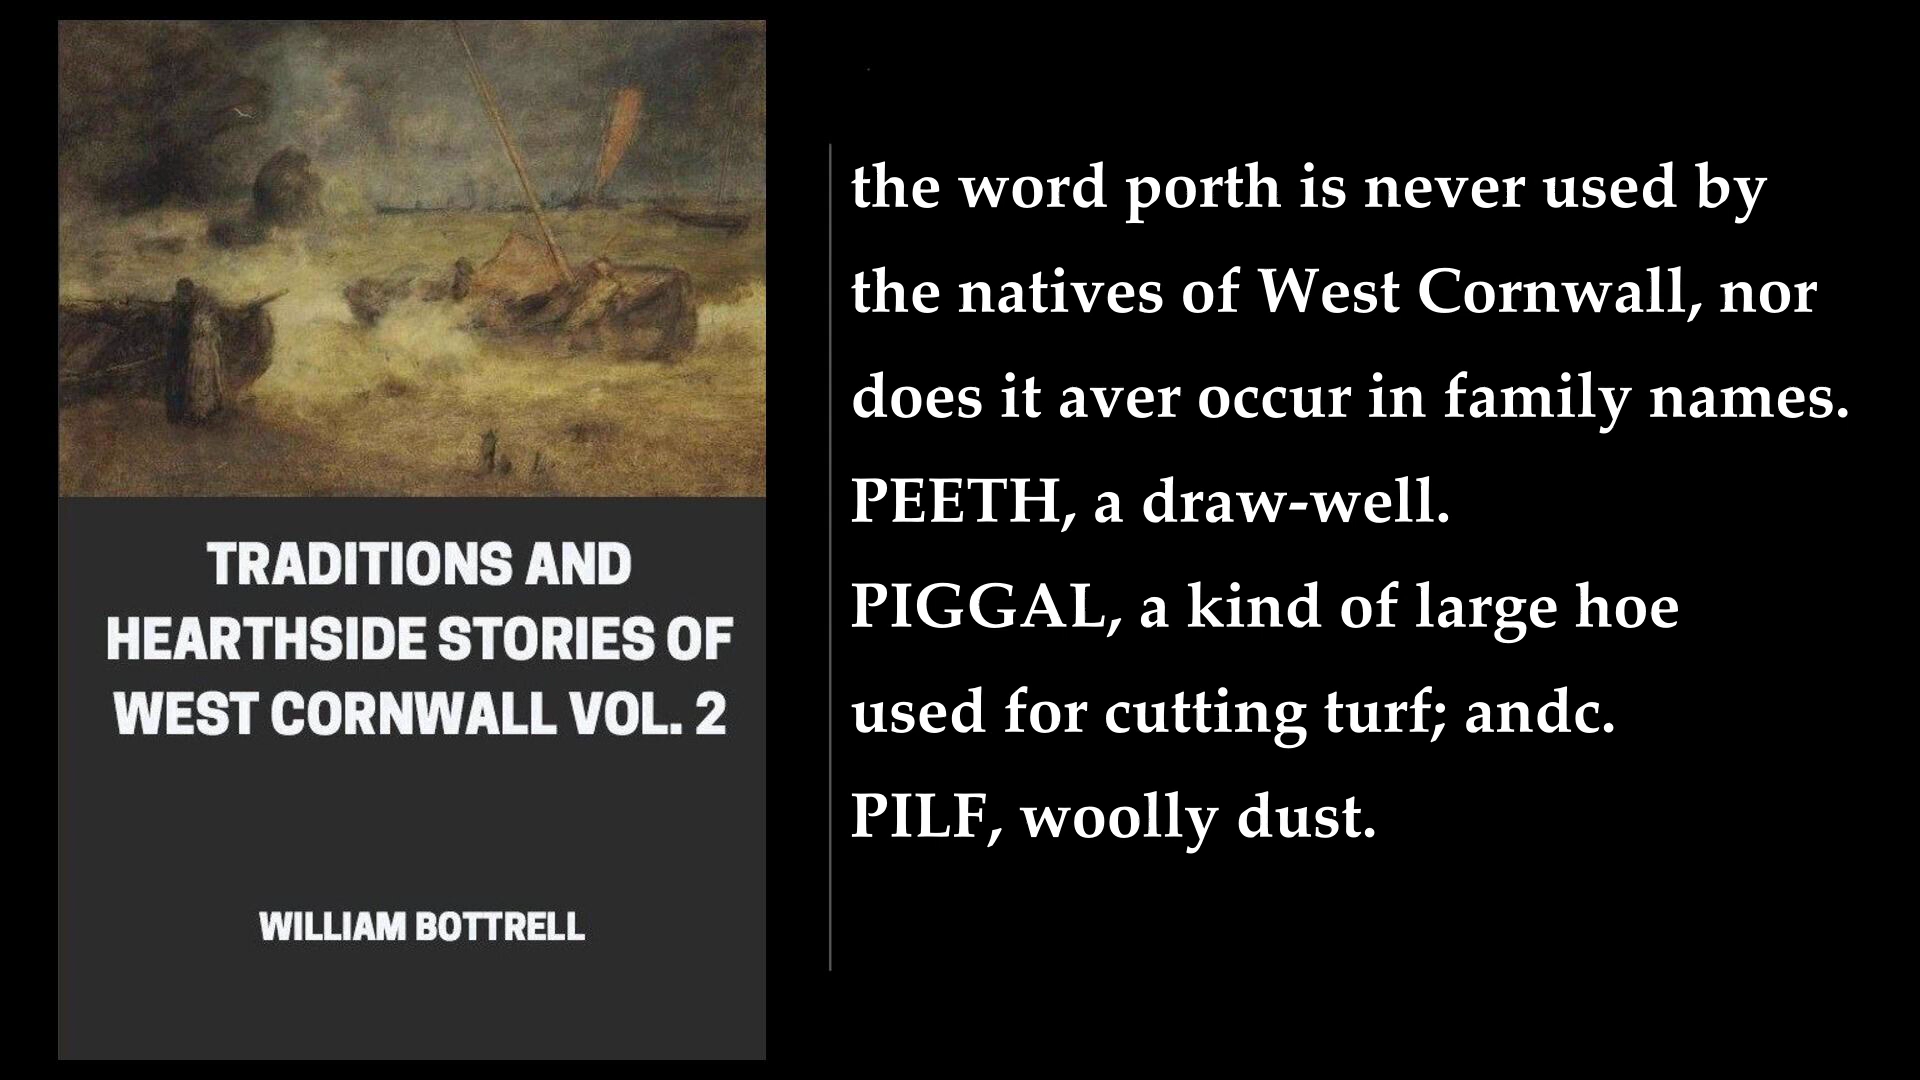 TRADITIONS AND
HEARTHSIDE STORIES OF
WEST CORNWALL VOL. 2
WILLIAM BOTTRELL
the word porth is never used by
the natives of West Cornwall, nor
does it aver occur in family names.
PEETH, a draw-well.
PIGGAL, a kind of large hoe
used for cutting turf; andc.
PILF, woolly dust.